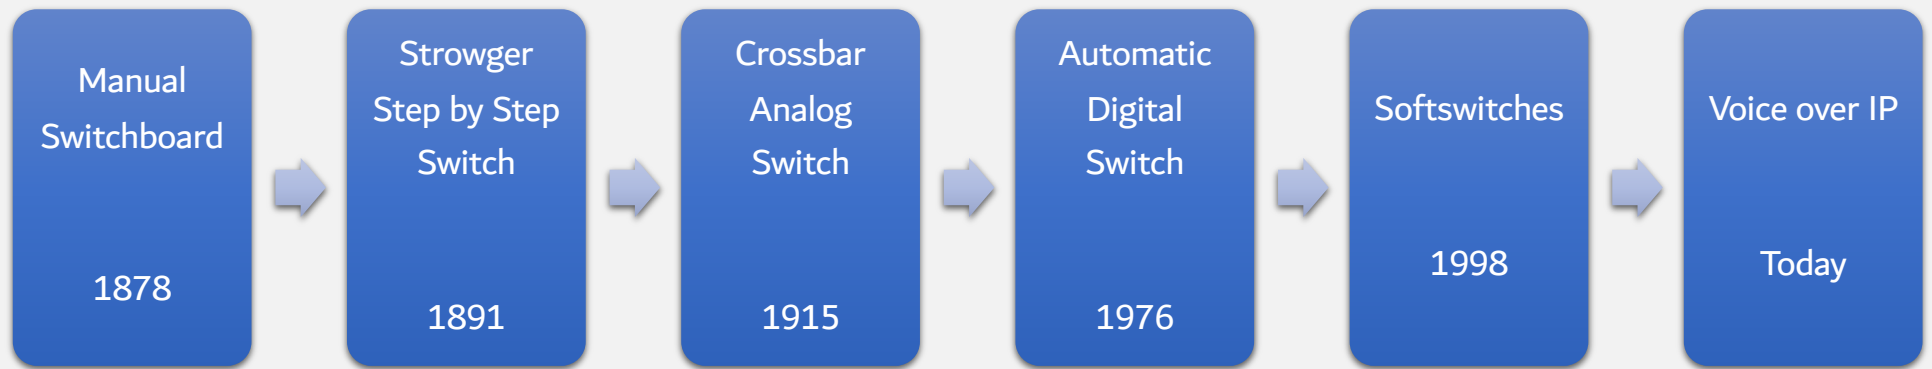 Manual
Switchboard
1878
Strowger
Step by Step
Switch
1891
Crossbar
Analog
Switch
1915
Automatic
Digital
Switch
1976
Softswitches
1998
Voice over IP
Today